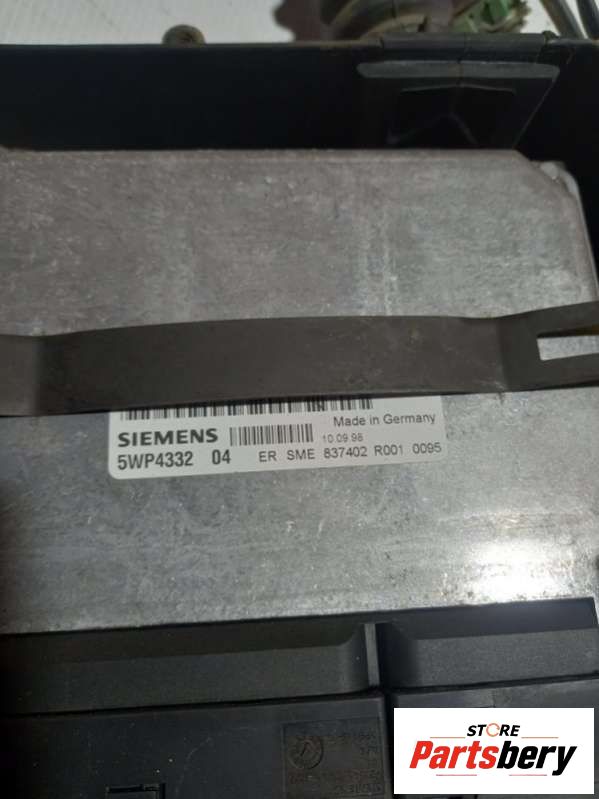 Made in Germany
SIEMENS 10.09.98
5WP4332 04 ER SME 837402 R001 0095
STORE
Partsbery